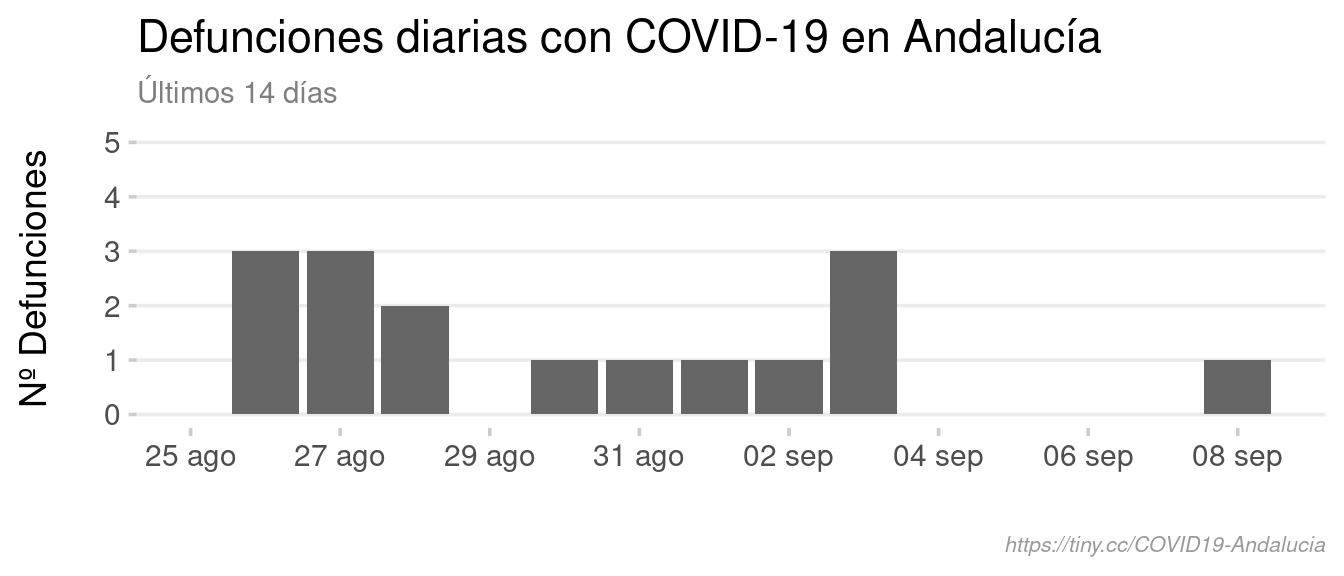 Defunciones diarias con COVID-19 en Andalucía
Últimos 14 días
Nº Defunciones
5
4
3
2
1
0
25 ago 27 ago 29 ago 31 ago 02 sep 04 sep 06 sep 08 sep
https://tiny.cc/COVID19-Andalucia